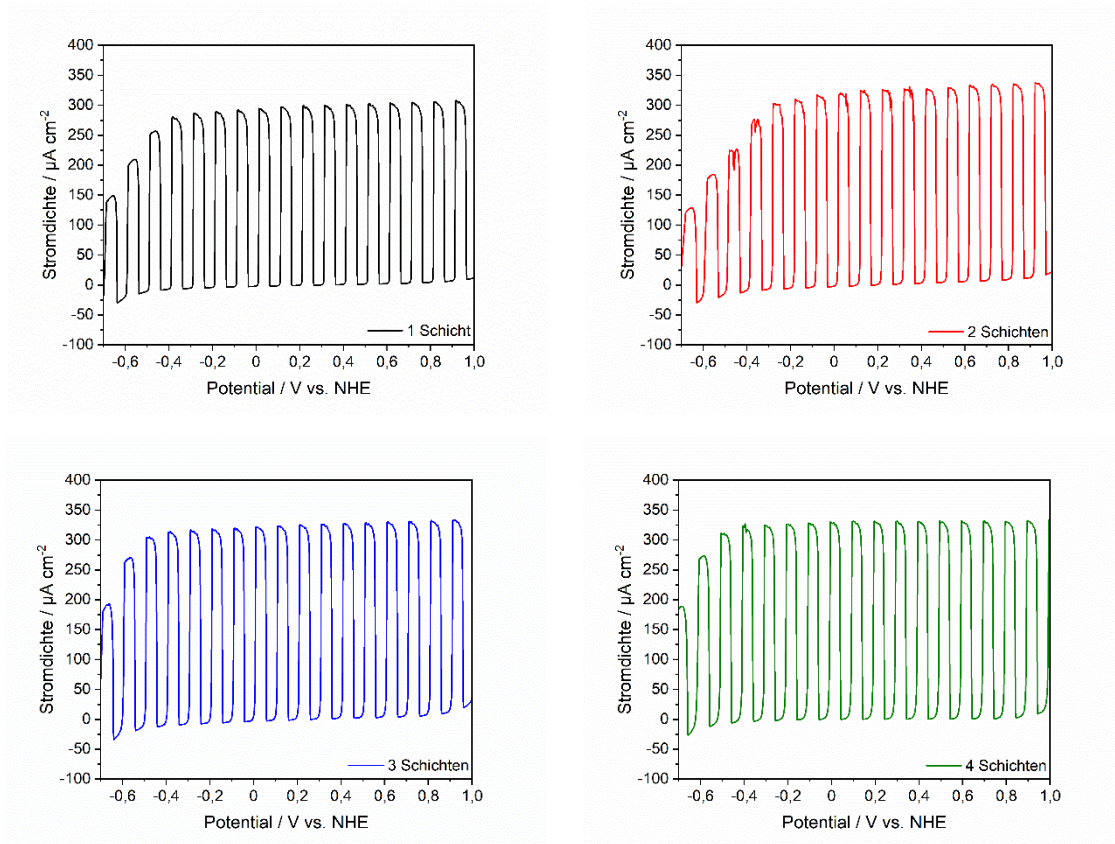 400
350
300
250
200
150
100
50
0
-50
-100
Stromdichte / µA cm-2
1 Schicht
-0,6 -0,4 -0,2 0 0,2 0,4 0,6 0,8 1,0
Potential / V vs. NHE
400
350
300
250
200
150
100
50
0
-50
-100
Stromdichte / µA cm-2
2 Schichten
-0,6 -0,4 -0,2 0 0,2 0,4 0,6 0,8 1,0
Potential / V vs. NHE
400
350
300
250
200
150
100
50
0
-50
-100
Stromdichte / µA cm-2
3 Schichten
-0,6 -0,4 -0,2 0 0,2 0,4 0,6 0,8 1,0
Potential / V vs. NHE
400
350
300
250
200
150
100
50
0
-50
-100
Stromdichte / µA cm-2
4 Schichten
-0,6 -0,4 -0,2 0 0,2 0,4 0,6 0,8 1,0
Potential / V vs. NHE